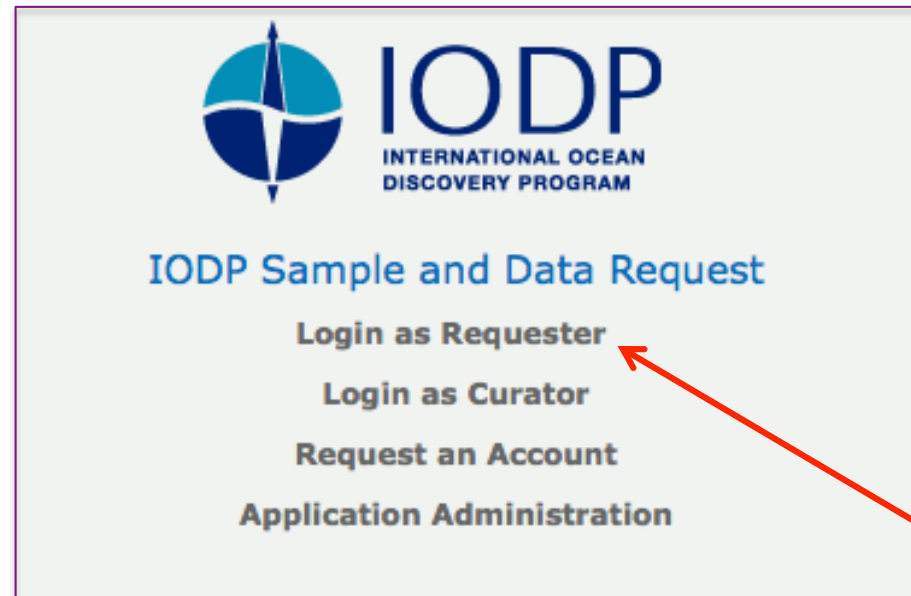 IODP
INTERNATIONAL OCEAN
DISCOVERY PROGRAM
IODP Sample and Data Request
Login as Requester
Login as Curator
Request an Account
Application Administration